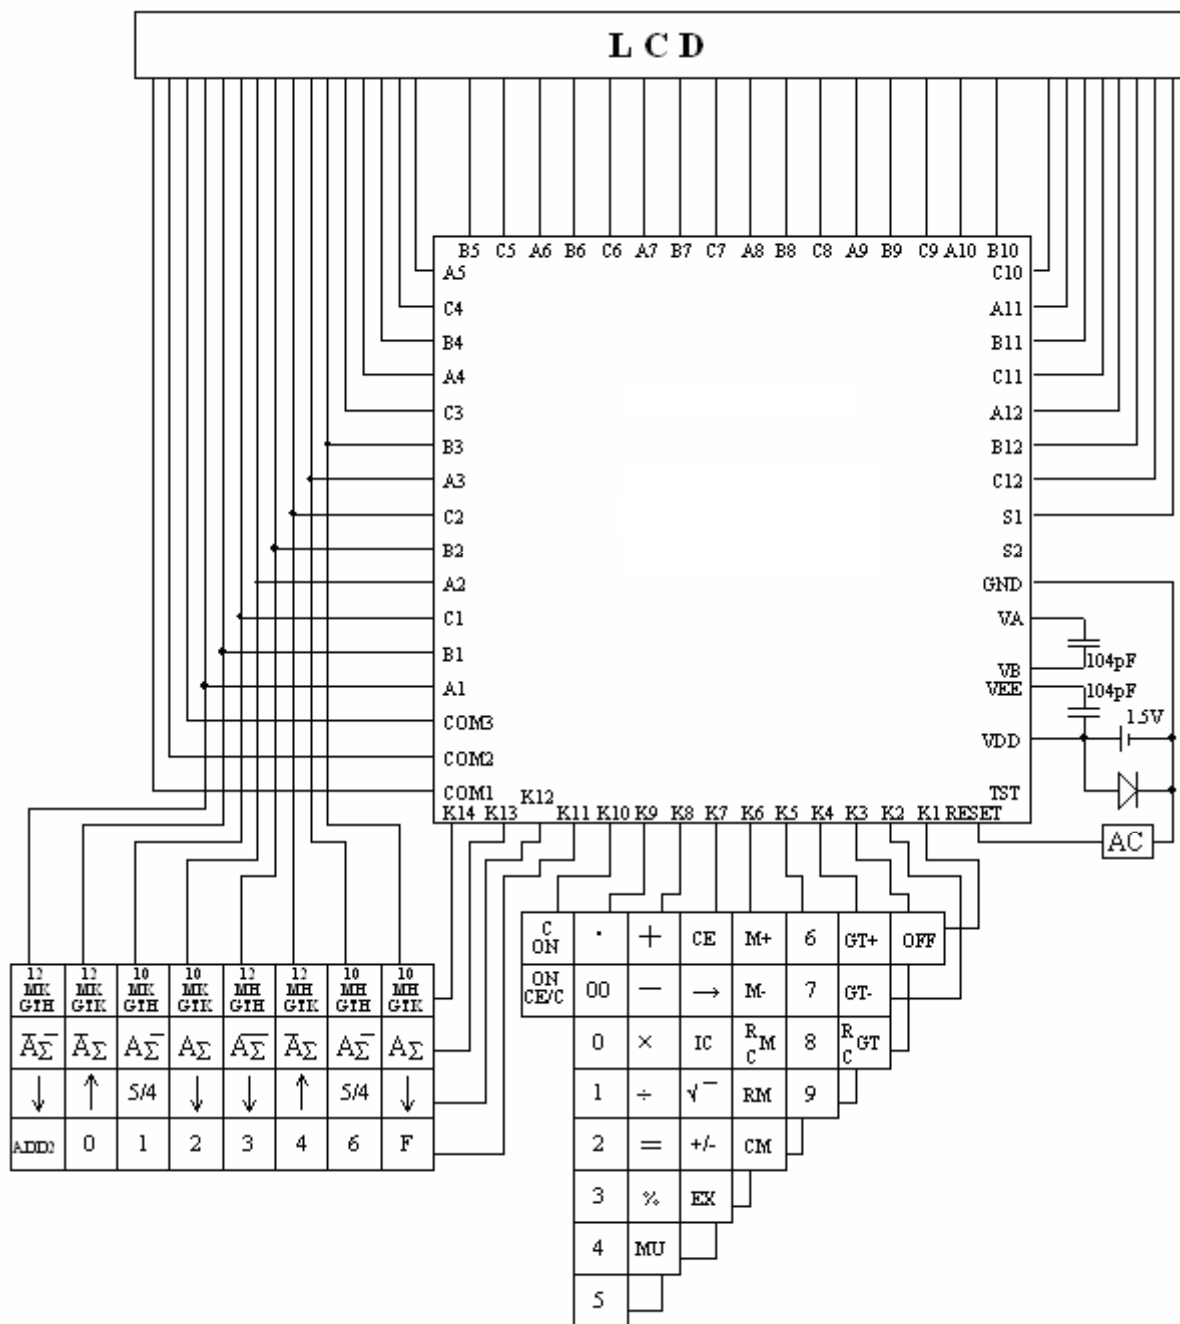 LCD
B5 C5 A6 B6 C6 A7 B7 C7 A8 B8 C8 A9 B9 C9 A10 B10
A5 C10
C4 A11
B4 B11
A4 C11
C3 A12
B3 B12
A3 C12
C2 S1
B2 S2
A2 GND
C1 VA
104pF
B1 VB
A1 VEE 104pF
COM3
1.5V
COM2 VDD
COM1 TST
K14 K13 K12 K11 K10 K9 K8 K7 K6 K5 K4 K3 K2 K1 RESET
AC
C ON · + CE M+ 6 GT+ OFF
ON CE/C 00 − → M- 7 GT-
0 × IC R C M 8 R C GT
1 ÷ √‾ RM 9
2 = +/- CM
3 % EX
4 MU
5
12 MK GTH 12 MK GTK 10 MK GTH 10 MK GTK 12 MH GTH 12 MH GTK 10 MH GTH 10 MH GTK
A̅Σ̅ A̅Σ AΣ̅ AΣ A̅Σ̅ A̅Σ AΣ̅ AΣ
↓ ↑ 5/4 ↓ ↓ ↑ 5/4 ↓
ADD2 0 1 2 3 4 6 F